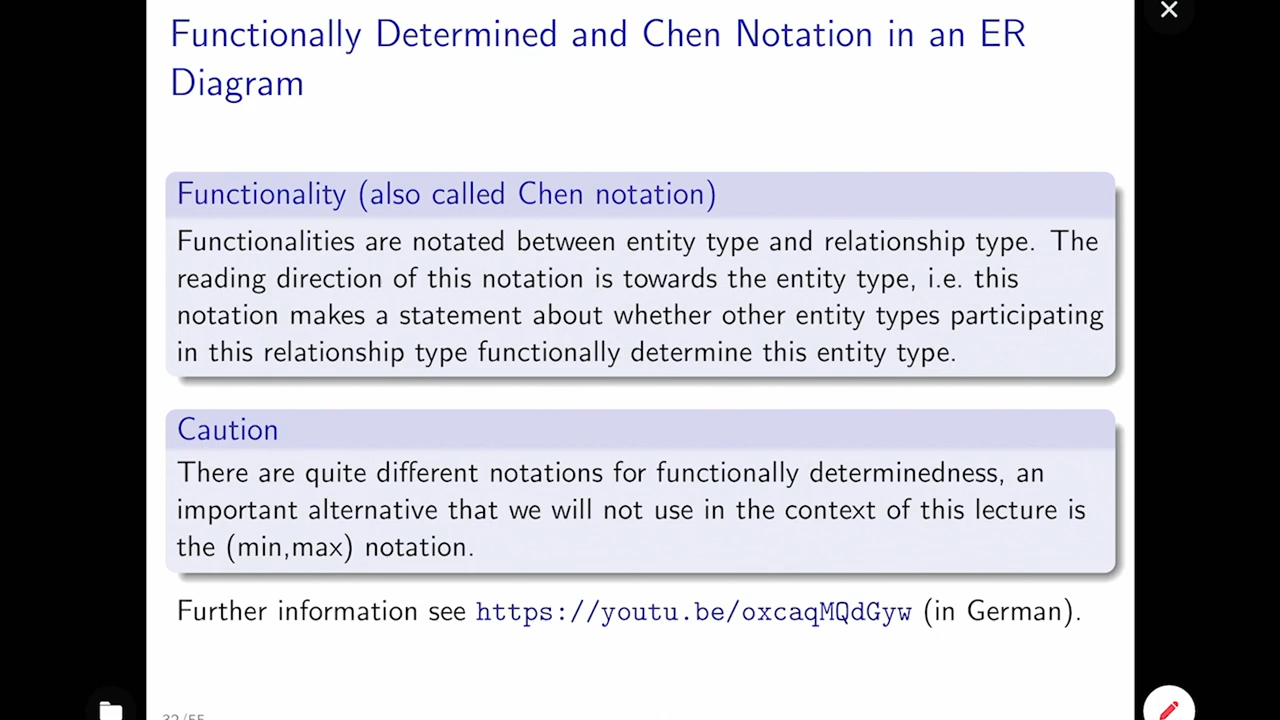 Functionally Determined and Chen Notation in an ER
Diagram
Functionality (also called Chen notation)
Functionalities are notated between entity type and relationship type. The
reading direction of this notation is towards the entity type, i.e. this
notation makes a statement about whether other entity types participating
in this relationship type functionally determine this entity type.
Caution
There are quite different notations for functionally determinedness, an
important alternative that we will not use in the context of this lecture is
the (min,max) notation.
Further information see https://youtu.be/oxcaqMQdGyw (in German).
32/55